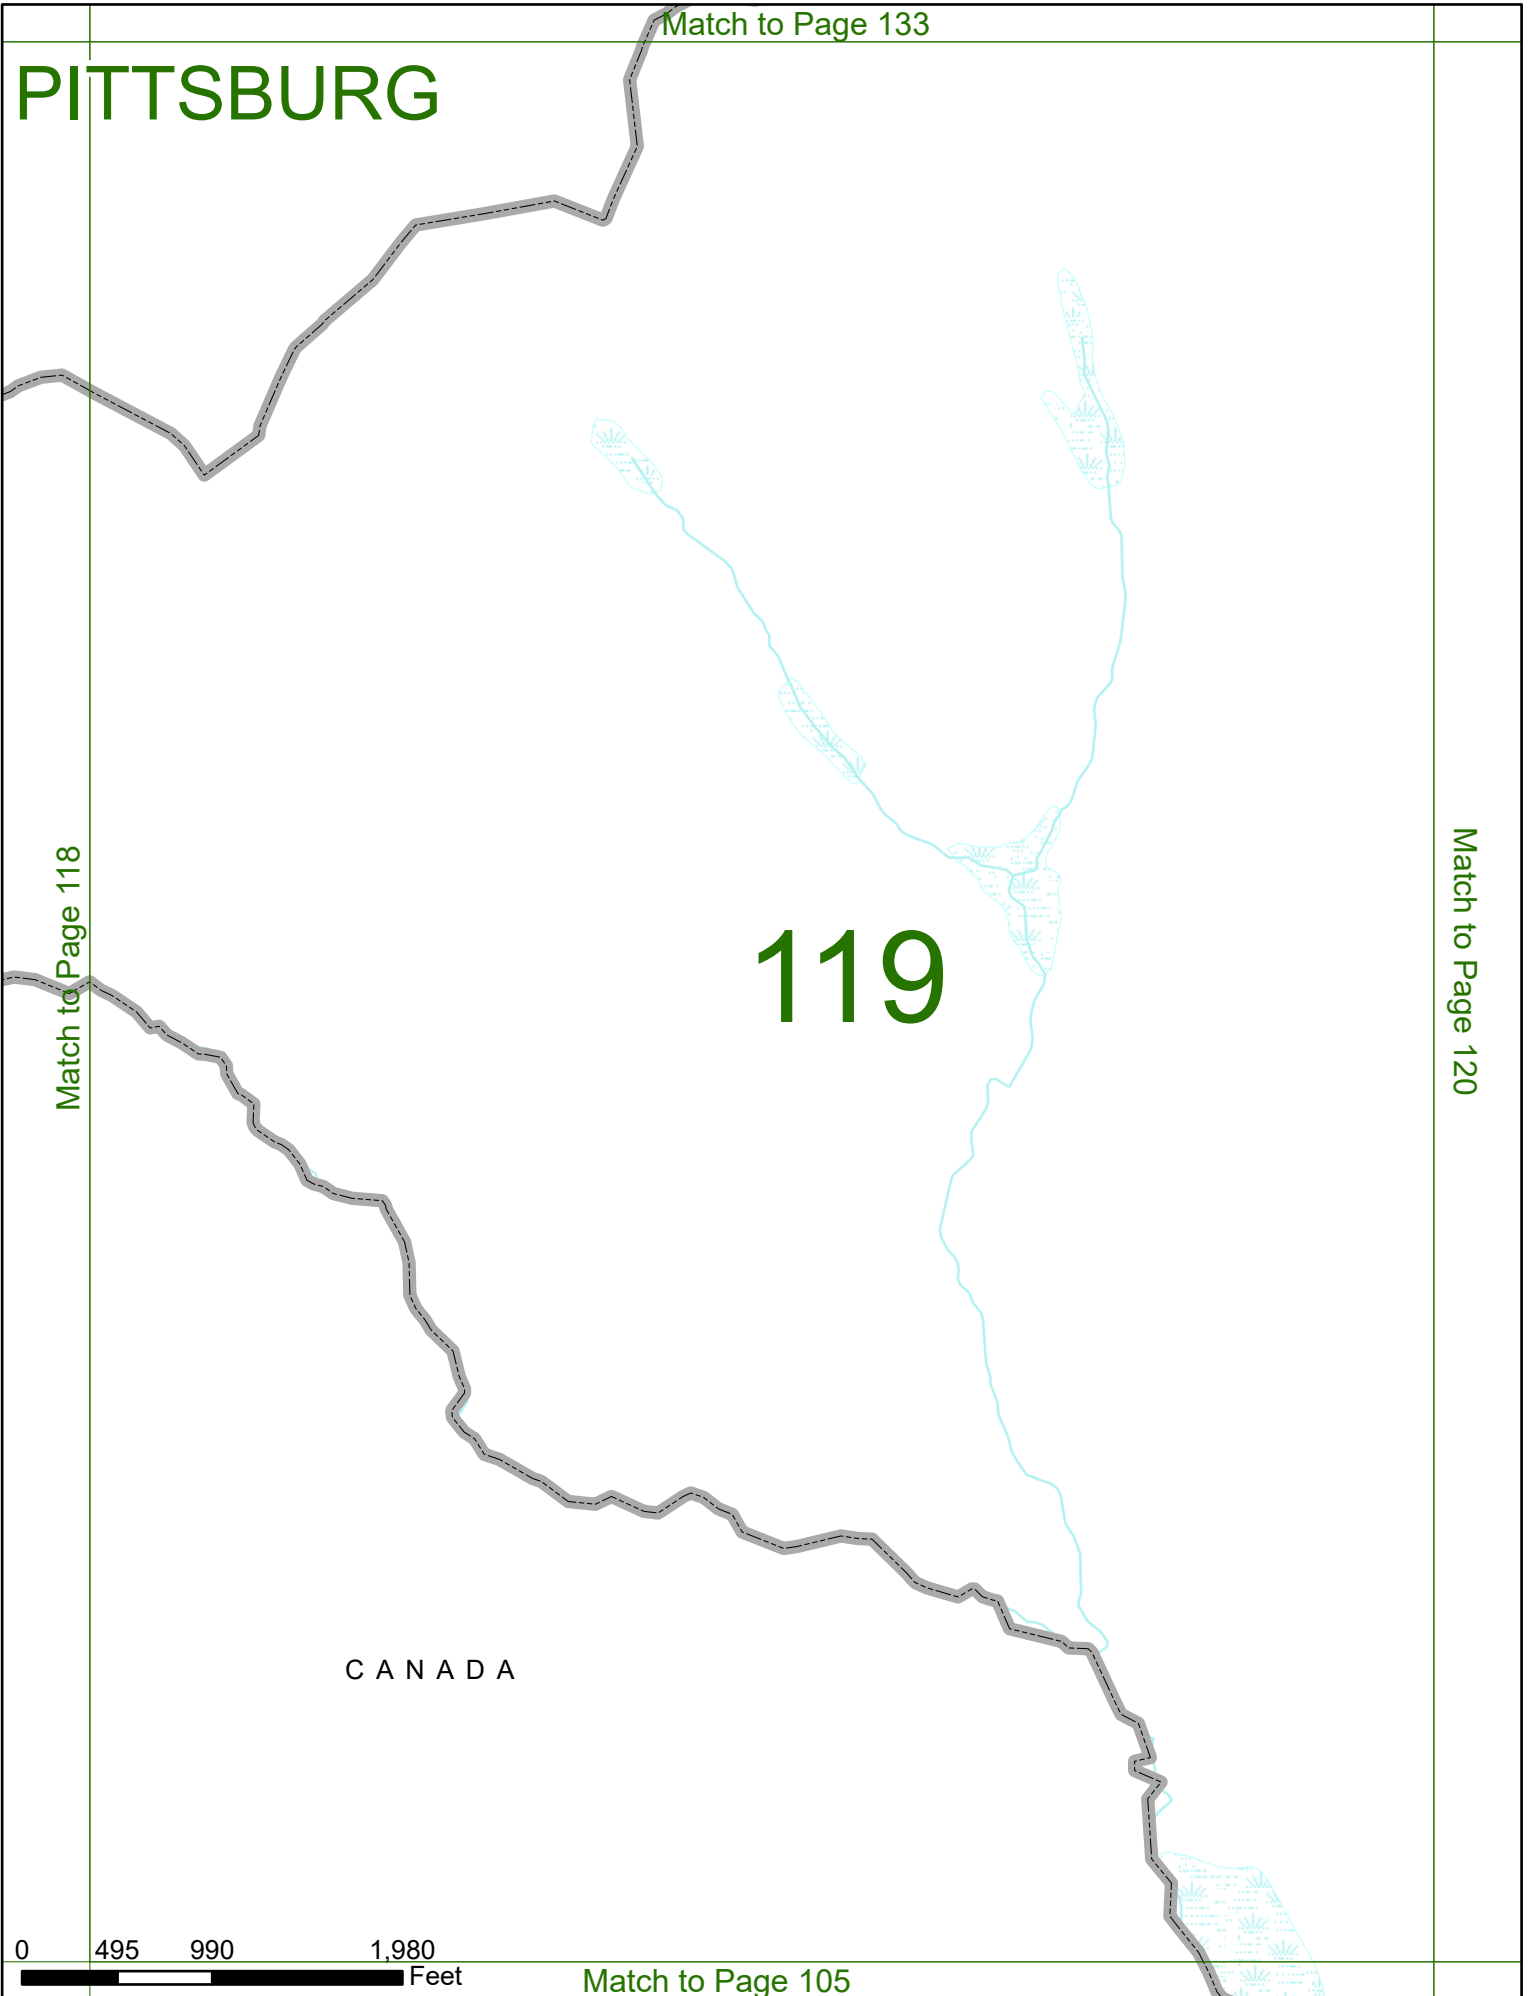 Match to Page 133
PITTSBURG
Match to Page 118
Match to Page 120
119
CANADA
0 495 990 1,980
Feet
Match to Page 105